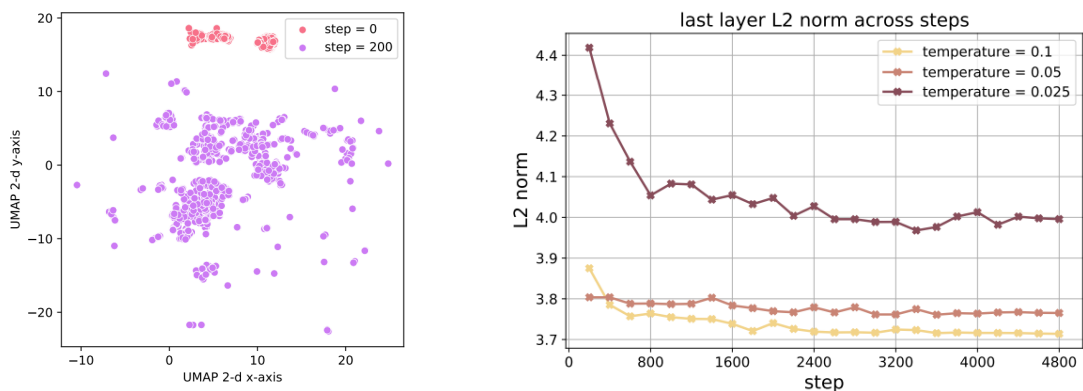 20
10
0
−10
−20
−10
0
10
20
UMAP 2-d y-axis
UMAP 2-d x-axis
step = 0
step = 200
last layer L2 norm across steps
4.4
4.3
4.2
4.1
4.0
3.9
3.8
3.7
0
800
1600
2400
3200
4000
4800
L2 norm
step
temperature = 0.1
temperature = 0.05
temperature = 0.025